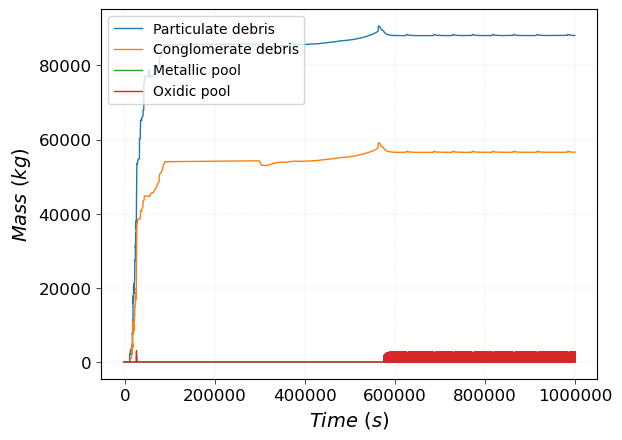 Particulate debris
Conglomerate debris
Metallic pool
Oxidic pool
80000
60000
40000
20000
0
Mass (kg)
0 200000 400000 600000 800000 1000000
Time (s)